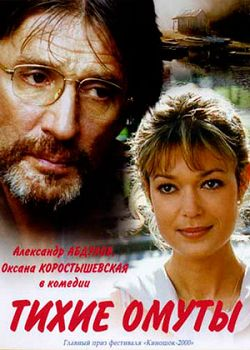 Александр АБДУЛОВ
Оксана КОРОСТЫШЕВСКАЯ
в комедии
ТИХИЕ ОМУТЫ
Главный приз фестиваля «Киношок-2000»